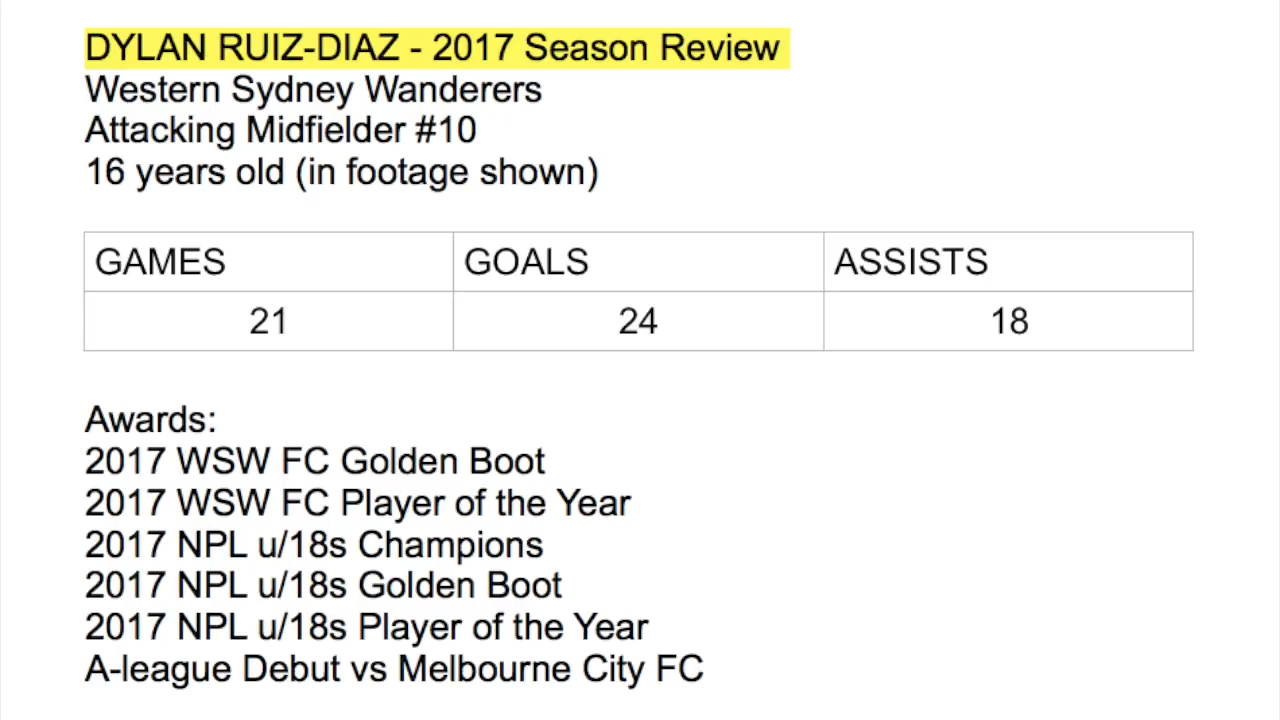 DYLAN RUIZ-DIAZ - 2017 Season Review
Western Sydney Wanderers
Attacking Midfielder #10
16 years old (in footage shown)
GAMES GOALS ASSISTS
21 24 18
Awards:
2017 WSW FC Golden Boot
2017 WSW FC Player of the Year
2017 NPL u/18s Champions
2017 NPL u/18s Golden Boot
2017 NPL u/18s Player of the Year
A-league Debut vs Melbourne City FC